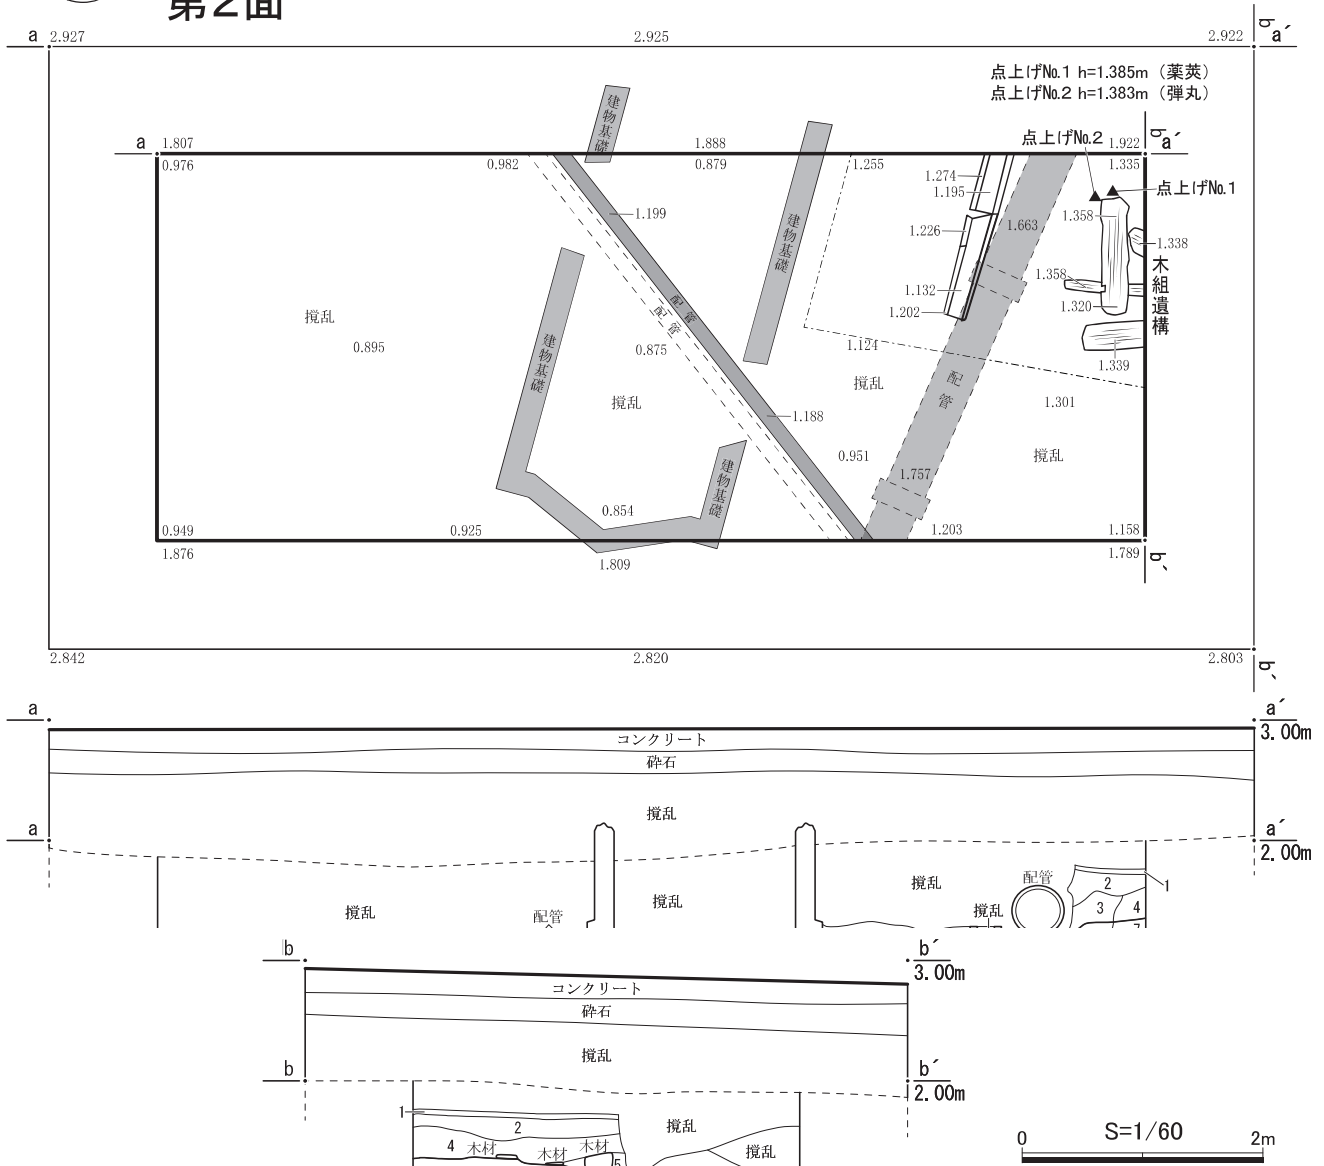 第2面
a 2.927 2.925 2.922 b a´
点上げNo.1 h=1.385m（薬莢）
点上げNo.2 h=1.383m（弾丸）
建物基礎
点上げNo.2
a 1.807 1.888 1.922 b a´
0.976 0.982 0.879 1.255 1.335
1.274
1.195
点上げNo.1
1.199
1.358
1.663
1.226
建物基礎
1.338
木組遺構
1.358
1.132
1.320
1.202
配管
配管
撹乱
0.895
0.875
1.124
建物基礎
1.339
撹乱
撹乱
配管
1.301
1.188
0.951
撹乱
1.757
建物基礎
0.854
0.949 0.925 1.203 1.158
1.876 1.809 1.789 b´
2.842 2.820 2.803 b´
a a´
3.00m
コンクリート
砕石
撹乱
a a´
2.00m
撹乱
配管
撹乱
撹乱
撹乱
配管
1
2
3
4
7
b b´
3.00m
コンクリート
砕石
撹乱
b b´
2.00m
1
2
撹乱
4 木材 木材 木材 5
撹乱
S=1/60
0 2m